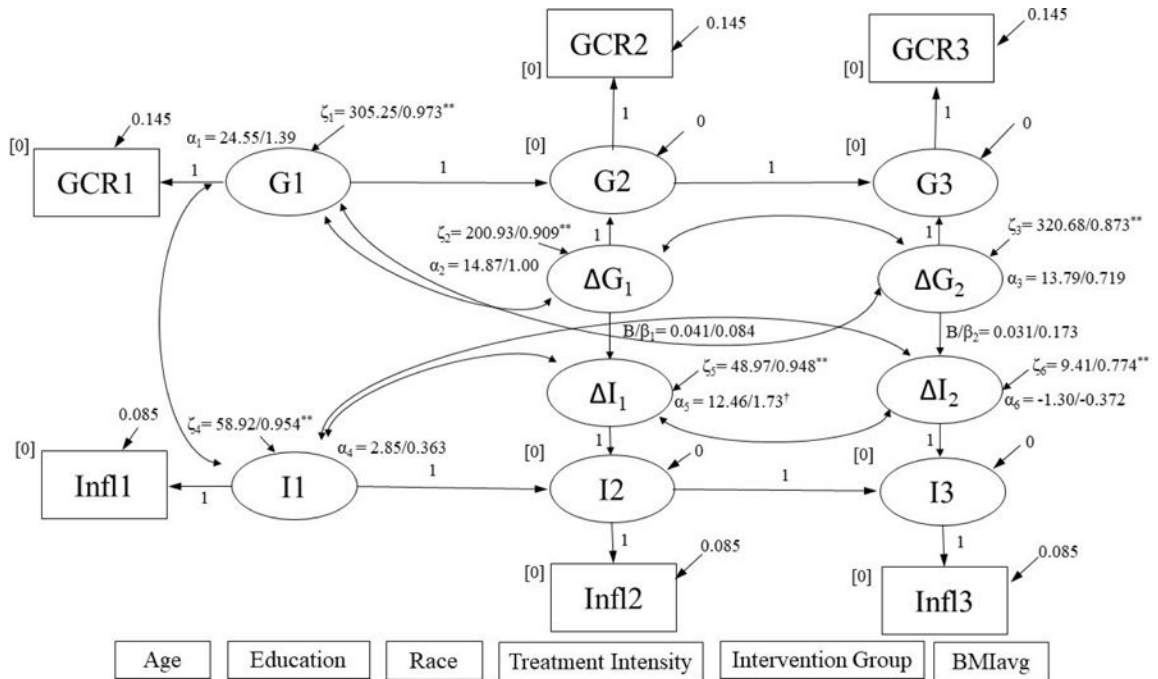 GCR2
0.145
[0]
GCR3
0.145
[0]
1
1
ζ₁= 305.25/0.973**
α₁ = 24.55/1.39
0.145
[0]
GCR1
1
G1
1
[0]
G2
0
1
[0]
G3
0
ζ₂= 200.93/0.909**
α₂ = 14.87/1.00
1
ΔG₁
1
ζ₃= 320.68/0.873**
ΔG₂
α₃ = 13.79/0.719
B/β₁= 0.041/0.084
B/β₂= 0.031/0.173
ζ₅= 48.97/0.948**
ΔI₁
α₅ = 12.46/1.73†
ζ₆= 9.41/0.774**
ΔI₂
α₆ = -1.30/-0.372
0.085
[0]
Infl1
1
ζ₄= 58.92/0.954**
α₄ = 2.85/0.363
I1
1
1
[0]
I2
0
1
1
[0]
I3
0
1
0.085
[0]
Infl2
1
0.085
[0]
Infl3
Age
Education
Race
Treatment Intensity
Intervention Group
BMIavg